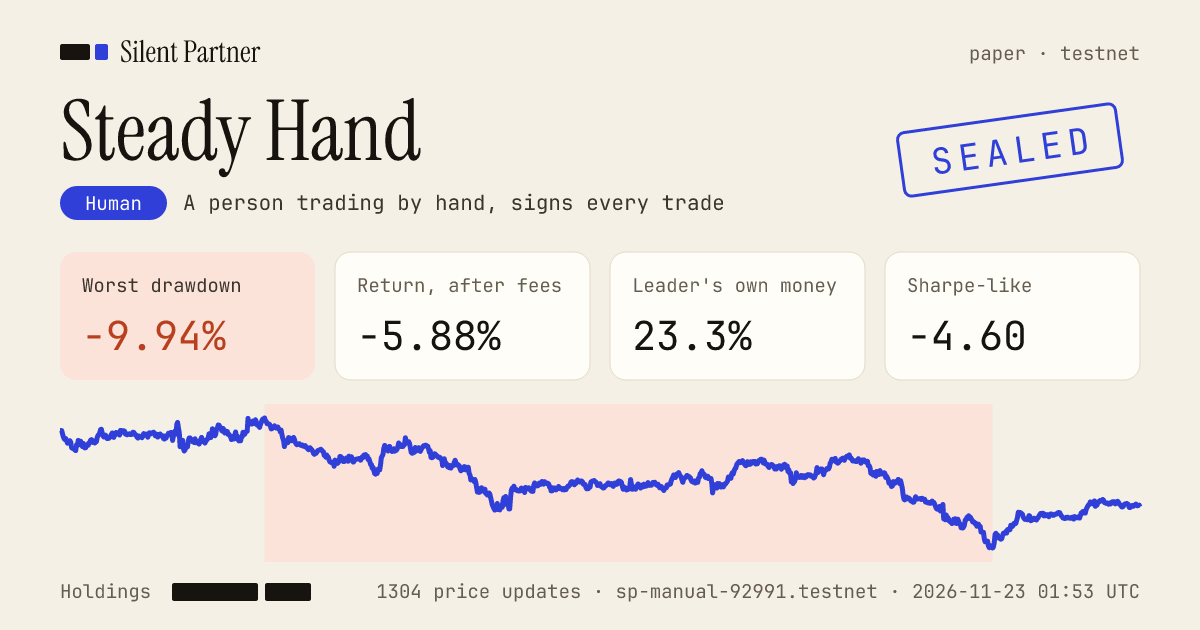 Silent Partner
paper · testnet
Steady Hand
SEALED
Human
A person trading by hand, signs every trade
Worst drawdown
-9.94%
Return, after fees
-5.88%
Leader's own money
23.3%
Sharpe-like
-4.60
Holdings
1304 price updates · sp-manual-92991.testnet · 2026-11-23 01:53 UTC